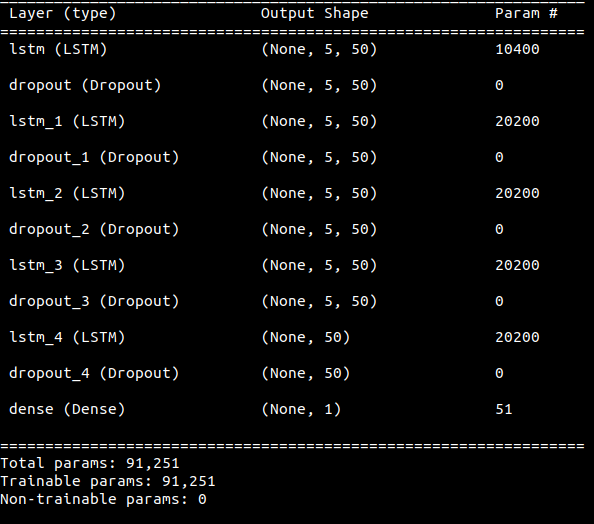 Layer (type) Output Shape Param #
=================================================================
lstm (LSTM) (None, 5, 50) 10400
dropout (Dropout) (None, 5, 50) 0
lstm_1 (LSTM) (None, 5, 50) 20200
dropout_1 (Dropout) (None, 5, 50) 0
lstm_2 (LSTM) (None, 5, 50) 20200
dropout_2 (Dropout) (None, 5, 50) 0
lstm_3 (LSTM) (None, 5, 50) 20200
dropout_3 (Dropout) (None, 5, 50) 0
lstm_4 (LSTM) (None, 50) 20200
dropout_4 (Dropout) (None, 50) 0
dense (Dense) (None, 1) 51
=================================================================
Total params: 91,251
Trainable params: 91,251
Non-trainable params: 0